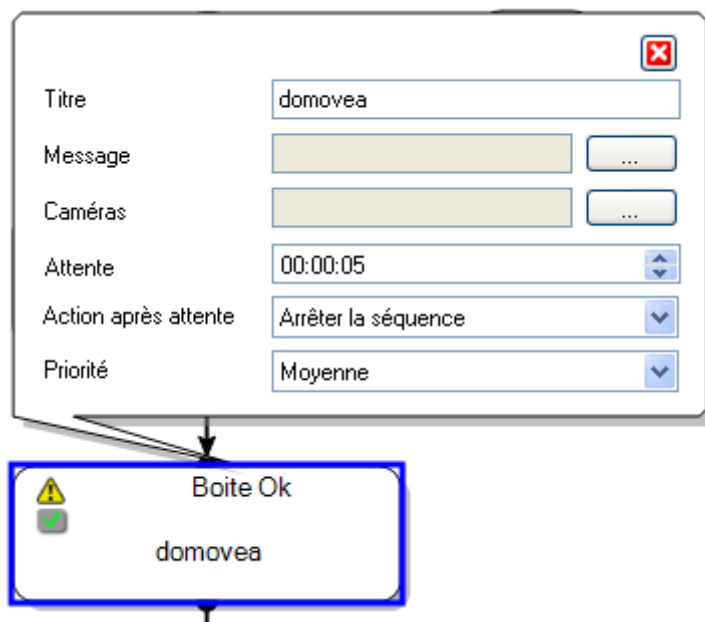 Titre domovea
Message ...
Caméras ...
Attente 00:00:05
Action après attente Arrêter la séquence
Priorité Moyenne
Boite Ok
domovea